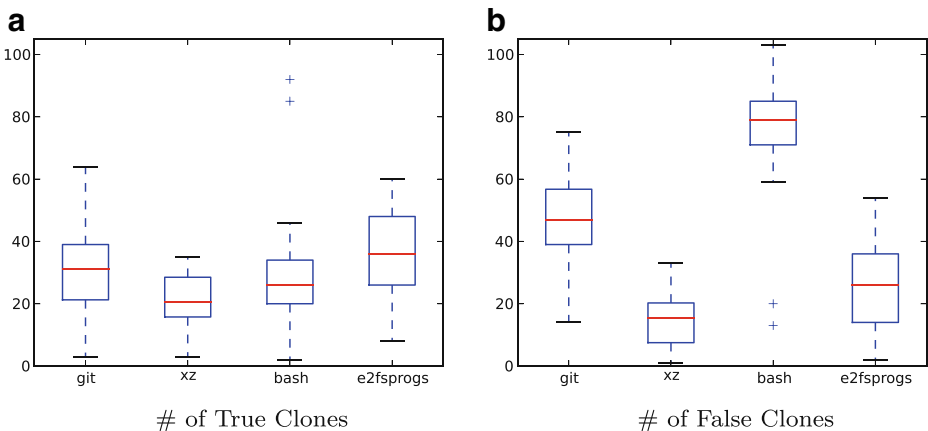 a
b
100
80
60
40
20
0
git
xz
bash
e2fsprogs
# of True Clones
100
80
60
40
20
0
git
xz
bash
e2fsprogs
# of False Clones